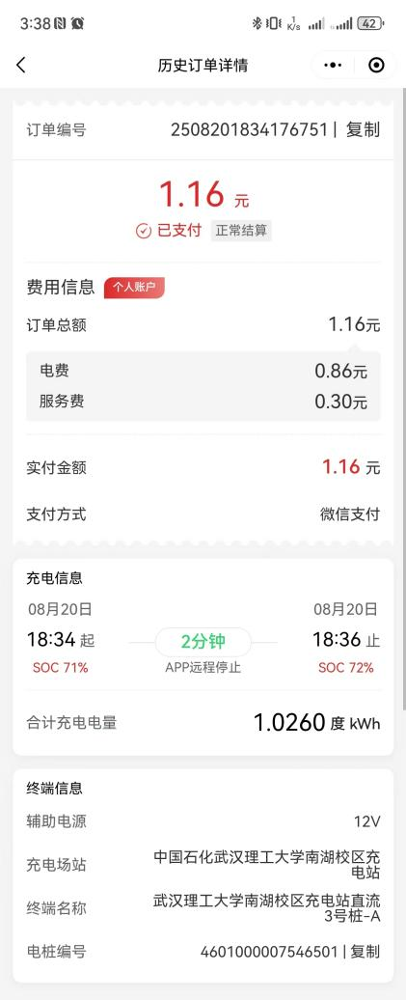 3:38
1
K/s
42
历史订单详情
订单编号 2508201834176751 | 复制
1.16 元
已支付 正常结算
费用信息 个人账户
订单总额 1.16元
电费 0.86元
服务费 0.30元
实付金额 1.16 元
支付方式 微信支付
充电信息
08月20日 08月20日
18:34 起 2分钟 18:36 止
SOC 71% APP远程停止 SOC 72%
合计充电电量 1.0260 度 kWh
终端信息
辅助电源 12V
充电场站 中国石化武汉理工大学南湖校区充
电站
终端名称 武汉理工大学南湖校区充电站直流
3号桩-A
电桩编号 4601000007546501 | 复制